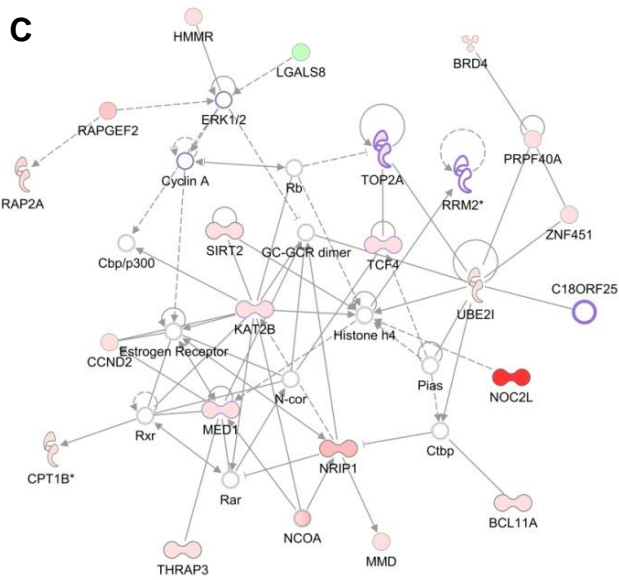 C
HMMR
LGALS8
BRD4
RAPGEF2
ERK1/2
RAP2A
Cyclin A
Rb
TOP2A
RRM2*
PRPF40A
ZNF451
Cbp/p300
SIRT2
GC-GCR dimer
TCF4
C18ORF25
UBE2I
KAT2B
Histone h4
CCND2
Estrogen Receptor
Pias
NOC2L
N-cor
Rxr
MED1
Ctbp
CPT1B*
NRIP1
Rar
BCL11A
NCOA
MMD
THRAP3